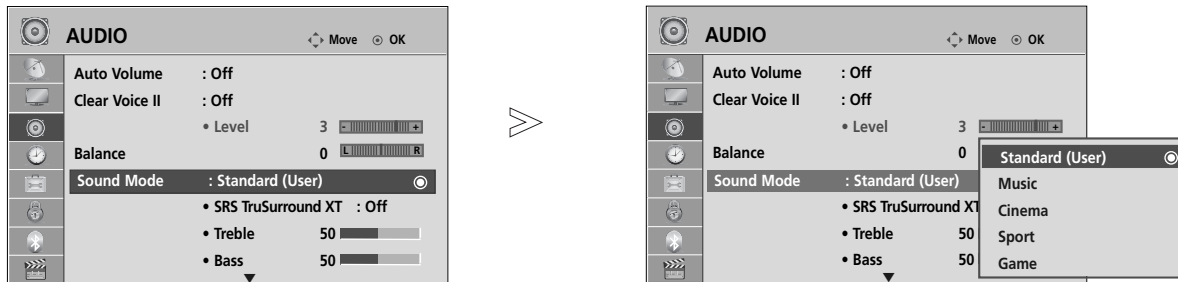 AUDIO Move OK
Auto Volume : Off
Clear Voice II : Off
• Level 3 - +
Balance 0 L R
Sound Mode : Standard (User)
• SRS TruSurround XT : Off
• Treble 50
• Bass 50
>
AUDIO Move OK
Auto Volume : Off
Clear Voice II : Off
• Level 3 - +
Balance 0
Sound Mode : Standard (User)
• SRS TruSurround XT
• Treble 50
• Bass 50
Standard (User)
Music
Cinema
Sport
Game